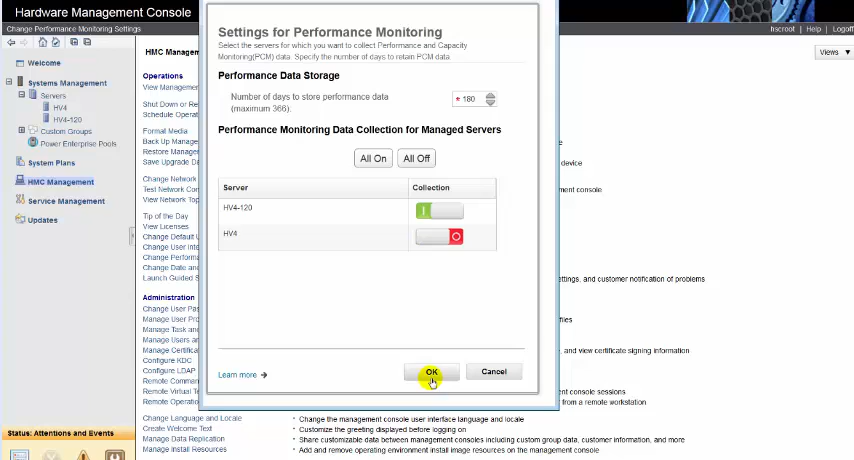 Hardware Management Console
Change Performance Monitoring Settings
hscroot | Help | Logoff
Views
Welcome
Systems Management
Servers
HV4
HV4-120
Custom Groups
Power Enterprise Pools
System Plans
HMC Management
Service Management
Updates
Status: Attentions and Events
HMC Managem
Operations
View Managemen
Shut Down or Re
Schedule Operat
Format Media
Back Up Manage
Restore Manage
Save Upgrade Da
Change Network
Test Network Con
View Network Top
Tip of the Day
View Licenses
Change Default U
Change User Inte
Change Performa
Change Date and
Launch Guided S
Administration
Change User Pas
Manage User Pro
Manage Task and
Manage Users an
Manage Certifica
Configure KDC
Configure LDAP
Remote Comman
Remote Virtual T
Remote Operatio
Change Language and Locale
Create Welcome Text
Manage Data Replication
Manage Install Resources
Settings for Performance Monitoring
Select the servers for which you want to collect Performance and Capacity
Monitoring(PCM) data. Specify the number of days to retain PCM data
Performance Data Storage
Number of days to store performance data
(maximum 366).
* 180
Performance Monitoring Data Collection for Managed Servers
All On All Off
Server Collection
HV4-120
HV4
Learn more
OK Cancel
device
ment console
ettings, and customer notification of problems
files
, and view certificate signing information
ment console sessions
from a remote workstation
Change the management console user interface language and locale
Customize the greeting displayed before logging on
Share customizable data between management consoles including custom group data, customer information, and more
Add and remove operating environment install image resources on the management console